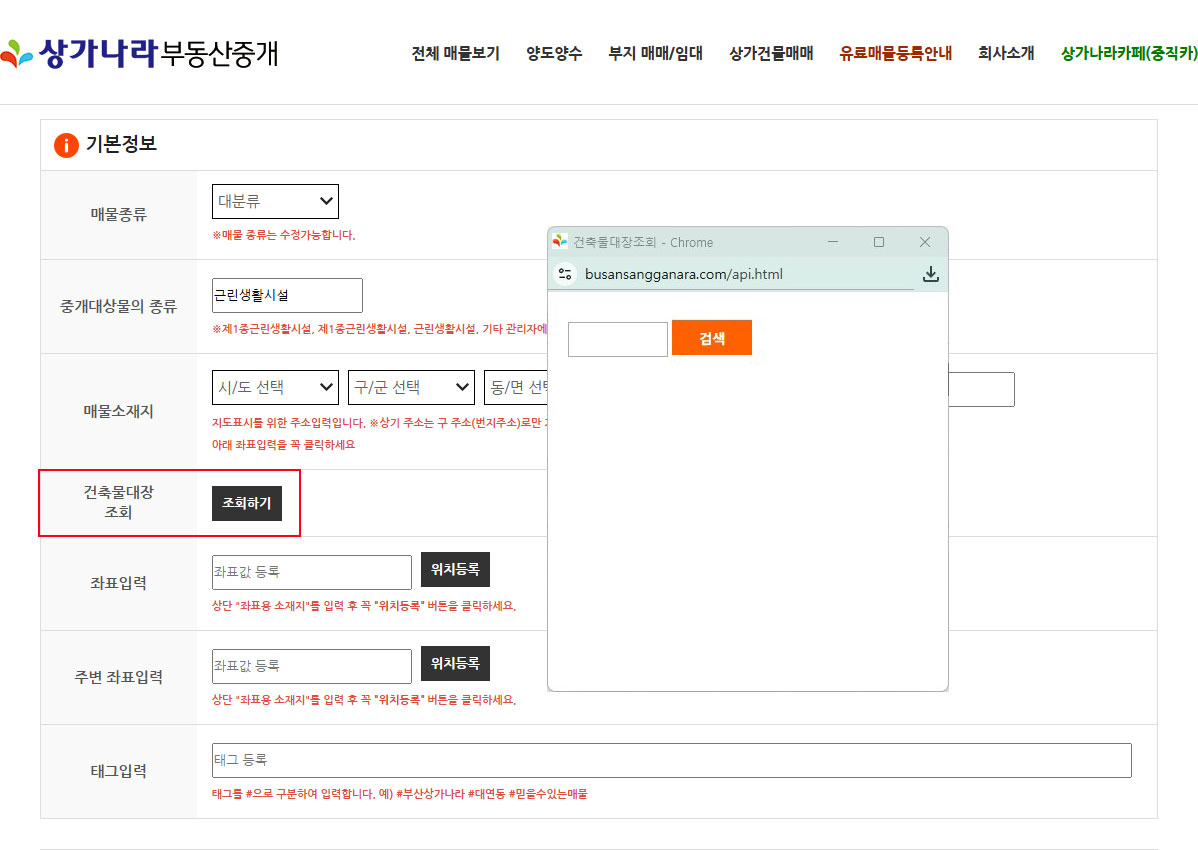 상가나라부동산중개
전체 매물보기 양도양수 부지 매매/임대 상가건물매매 유료매물등록안내 회사소개 상가나라카페(중직카)
기본정보
매물종류
대분류
※매물 종류는 수정가능합니다.
중개대상물의 종류
근린생활시설
※제1종근린생활시설, 제1종근린생활시설, 근린생활시설, 기타 관리자에
매물소재지
시/도 선택 구/군 선택 동/면 선택
지도표시를 위한 주소입력입니다. ※상기 주소는 구 주소(번지주소)로만
아래 좌표입력을 꼭 클릭하세요
건축물대장
조회
조회하기
건축물대장조회 - Chrome
busansangganara.com/api.html
검색
좌표입력
좌표값 등록 위치등록
상단 "좌표용 소재지"를 입력 후 꼭 "위치등록" 버튼을 클릭하세요.
주변 좌표입력
좌표값 등록 위치등록
상단 "좌표용 소재지"를 입력 후 꼭 "위치등록" 버튼을 클릭하세요.
태그입력
태그 등록
태그를 #으로 구분하여 입력합니다. 예) #부산상가나라 #대연동 #믿을수있는매물